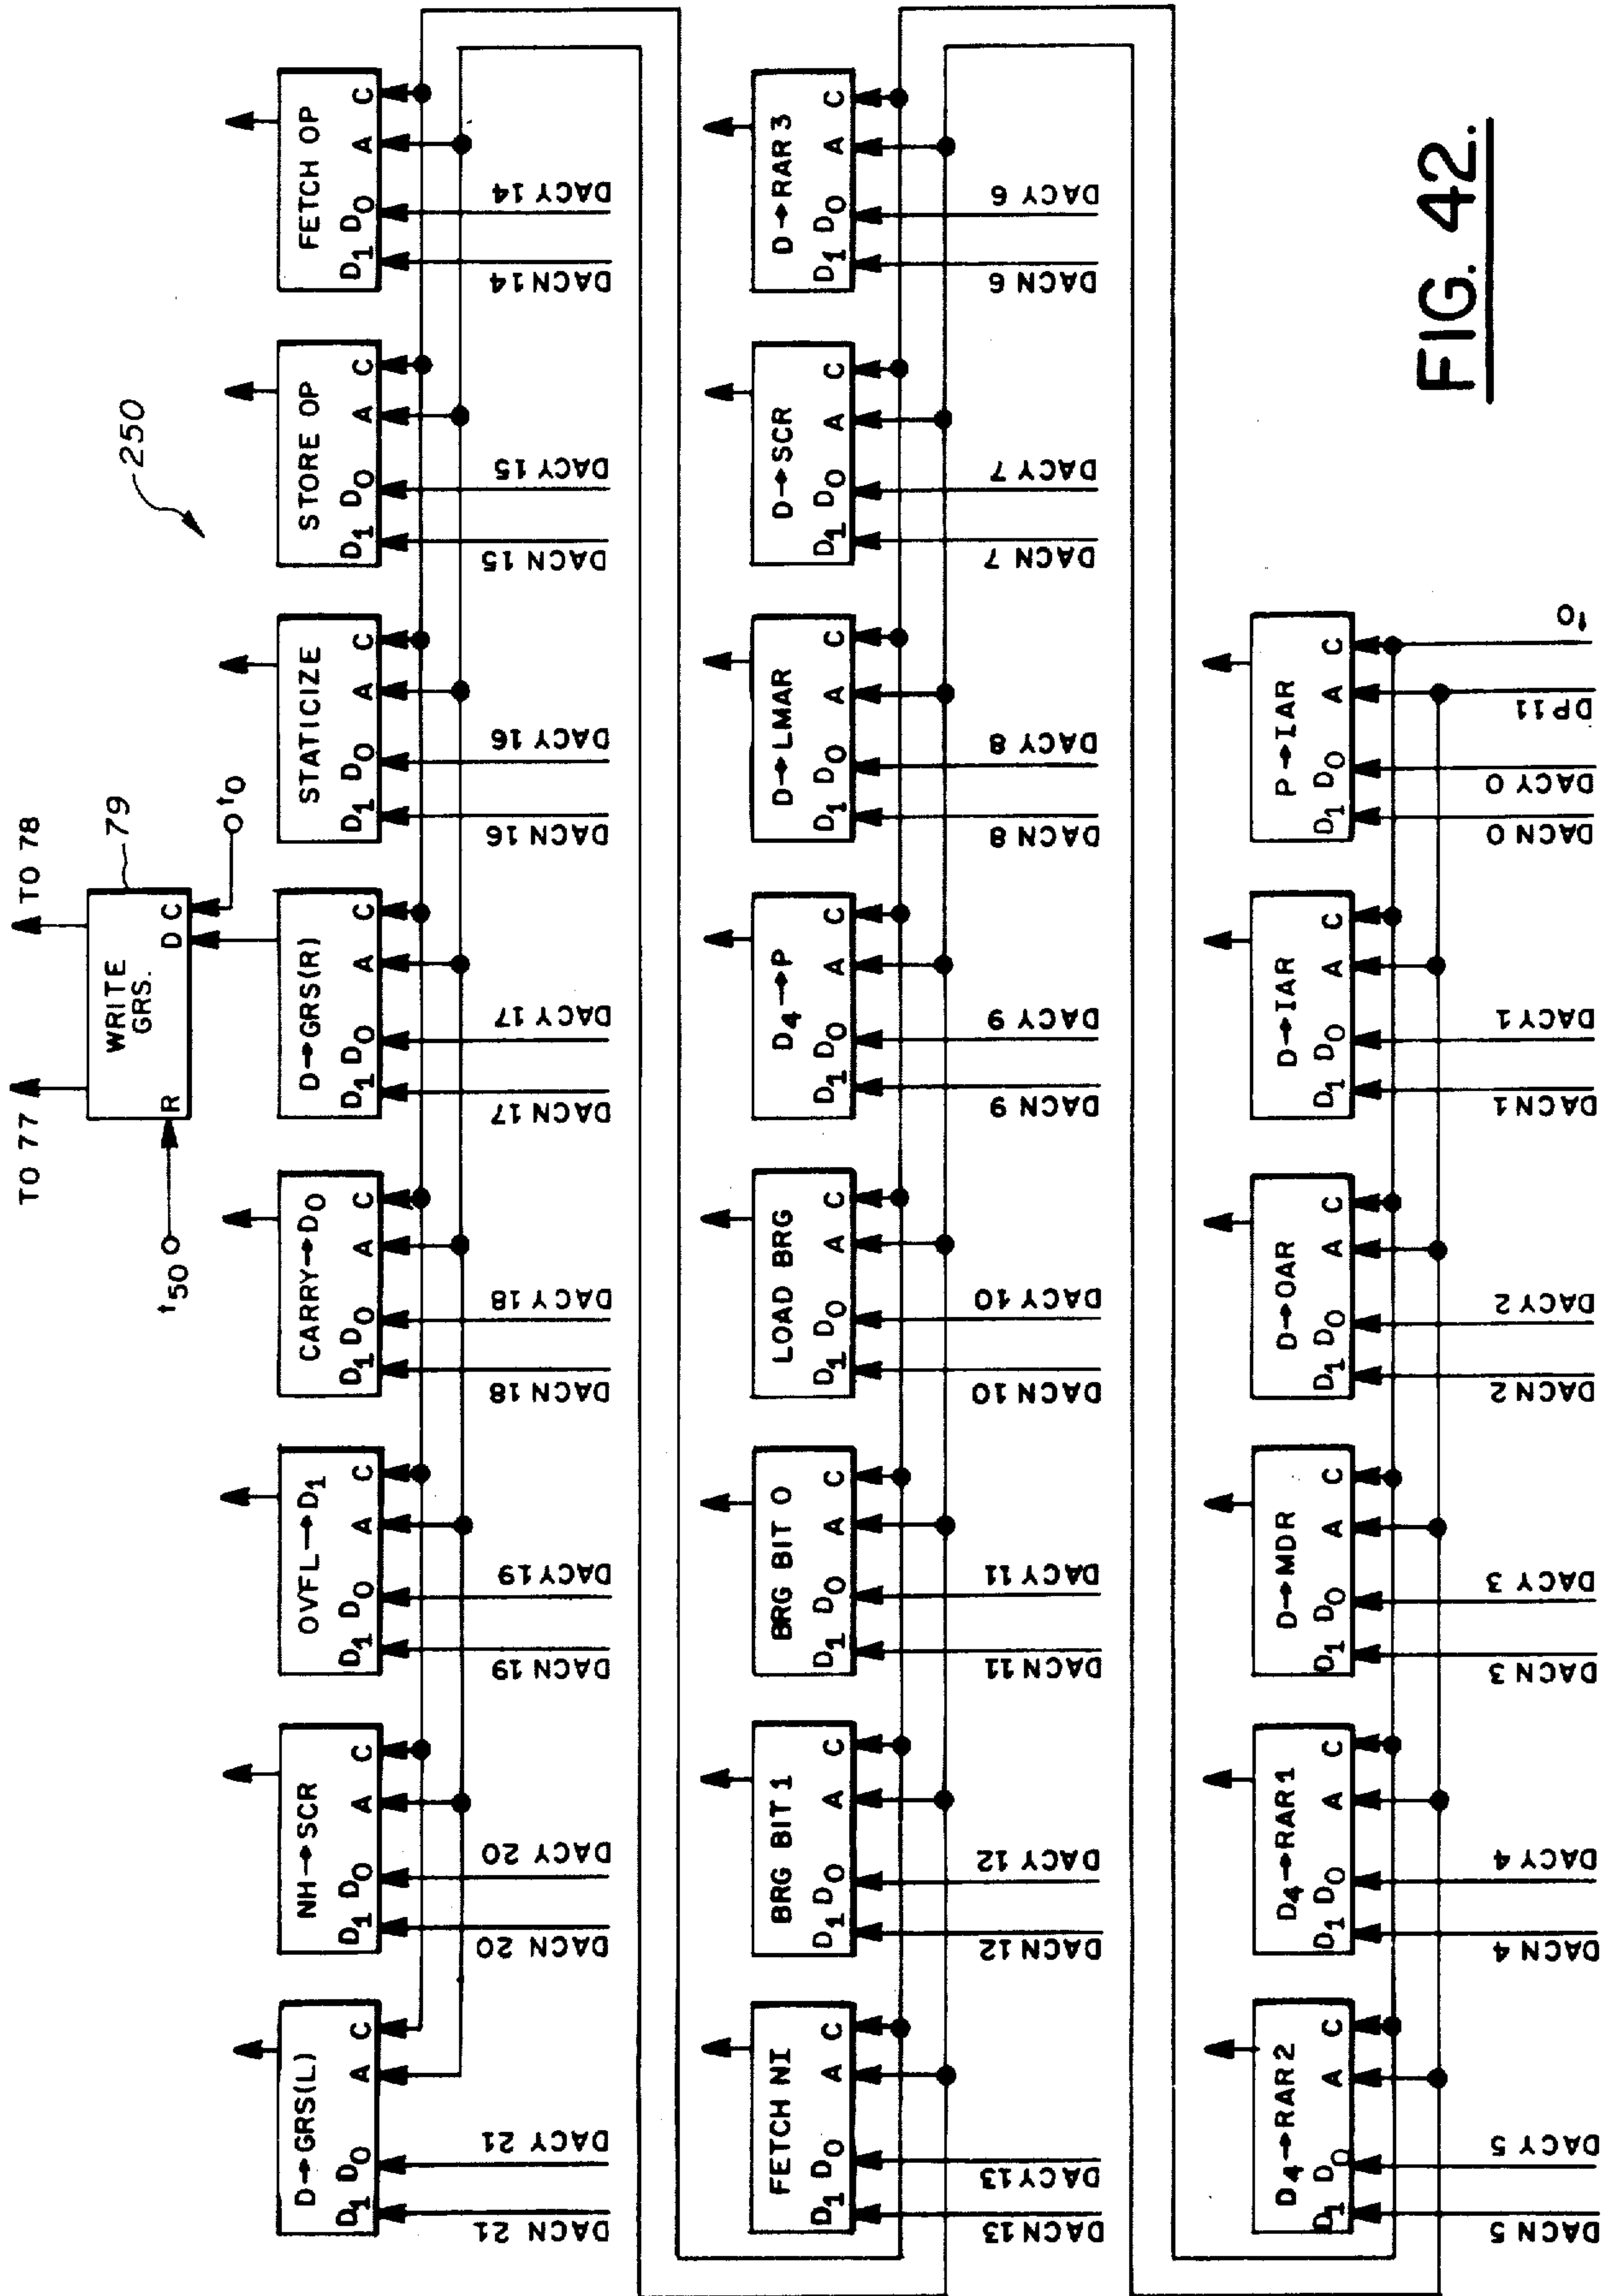 TO 77
TO 78
WRITE
GRS.
79
R
D C
t50
t0
250
D→GRS(L)
D1 D0 A C
DACN 21
DACY 21
NH→SCR
D1 D0 A C
DACN 20
DACY 20
OVFL→D1
D1 D0 A C
DACN 19
DACY 19
CARRY→D0
D1 D0 A C
DACN 18
DACY 18
D→GRS(R)
D1 D0 A C
DACN 17
DACY 17
STATICIZE
D1 D0 A C
DACN 16
DACY 16
STORE OP
D1 D0 A C
DACN 15
DACY 15
FETCH OP
D1 D0 A C
DACN 14
DACY 14
FETCH NI
D1 D0 A C
DACN 13
DACY 13
BRG BIT 1
D1 D0 A C
DACN 12
DACY 12
BRG BIT 0
D1 D0 A C
DACN 11
DACY 11
LOAD BRG
D1 D0 A C
DACN 10
DACY 10
D4→P
D1 D0 A C
DACN 9
DACY 9
D→LMAR
D1 D0 A C
DACN 8
DACY 8
D→SCR
D1 D0 A C
DACN 7
DACY 7
D→RAR 3
D1 D0 A C
DACN 6
DACY 6
D4→RAR2
D1 D0 A C
DACN 5
DACY 5
D4→RAR1
D1 D0 A C
DACN 4
DACY 4
D→MDR
D1 D0 A C
DACN 3
DACY 3
D→OAR
D1 D0 A C
DACN 2
DACY 2
D→IAR
D1 D0 A C
DACN 1
DACY 1
P→IAR
D1 D0 A C
DACN 0
DACY 0
DP11
t0
FIG. 42.